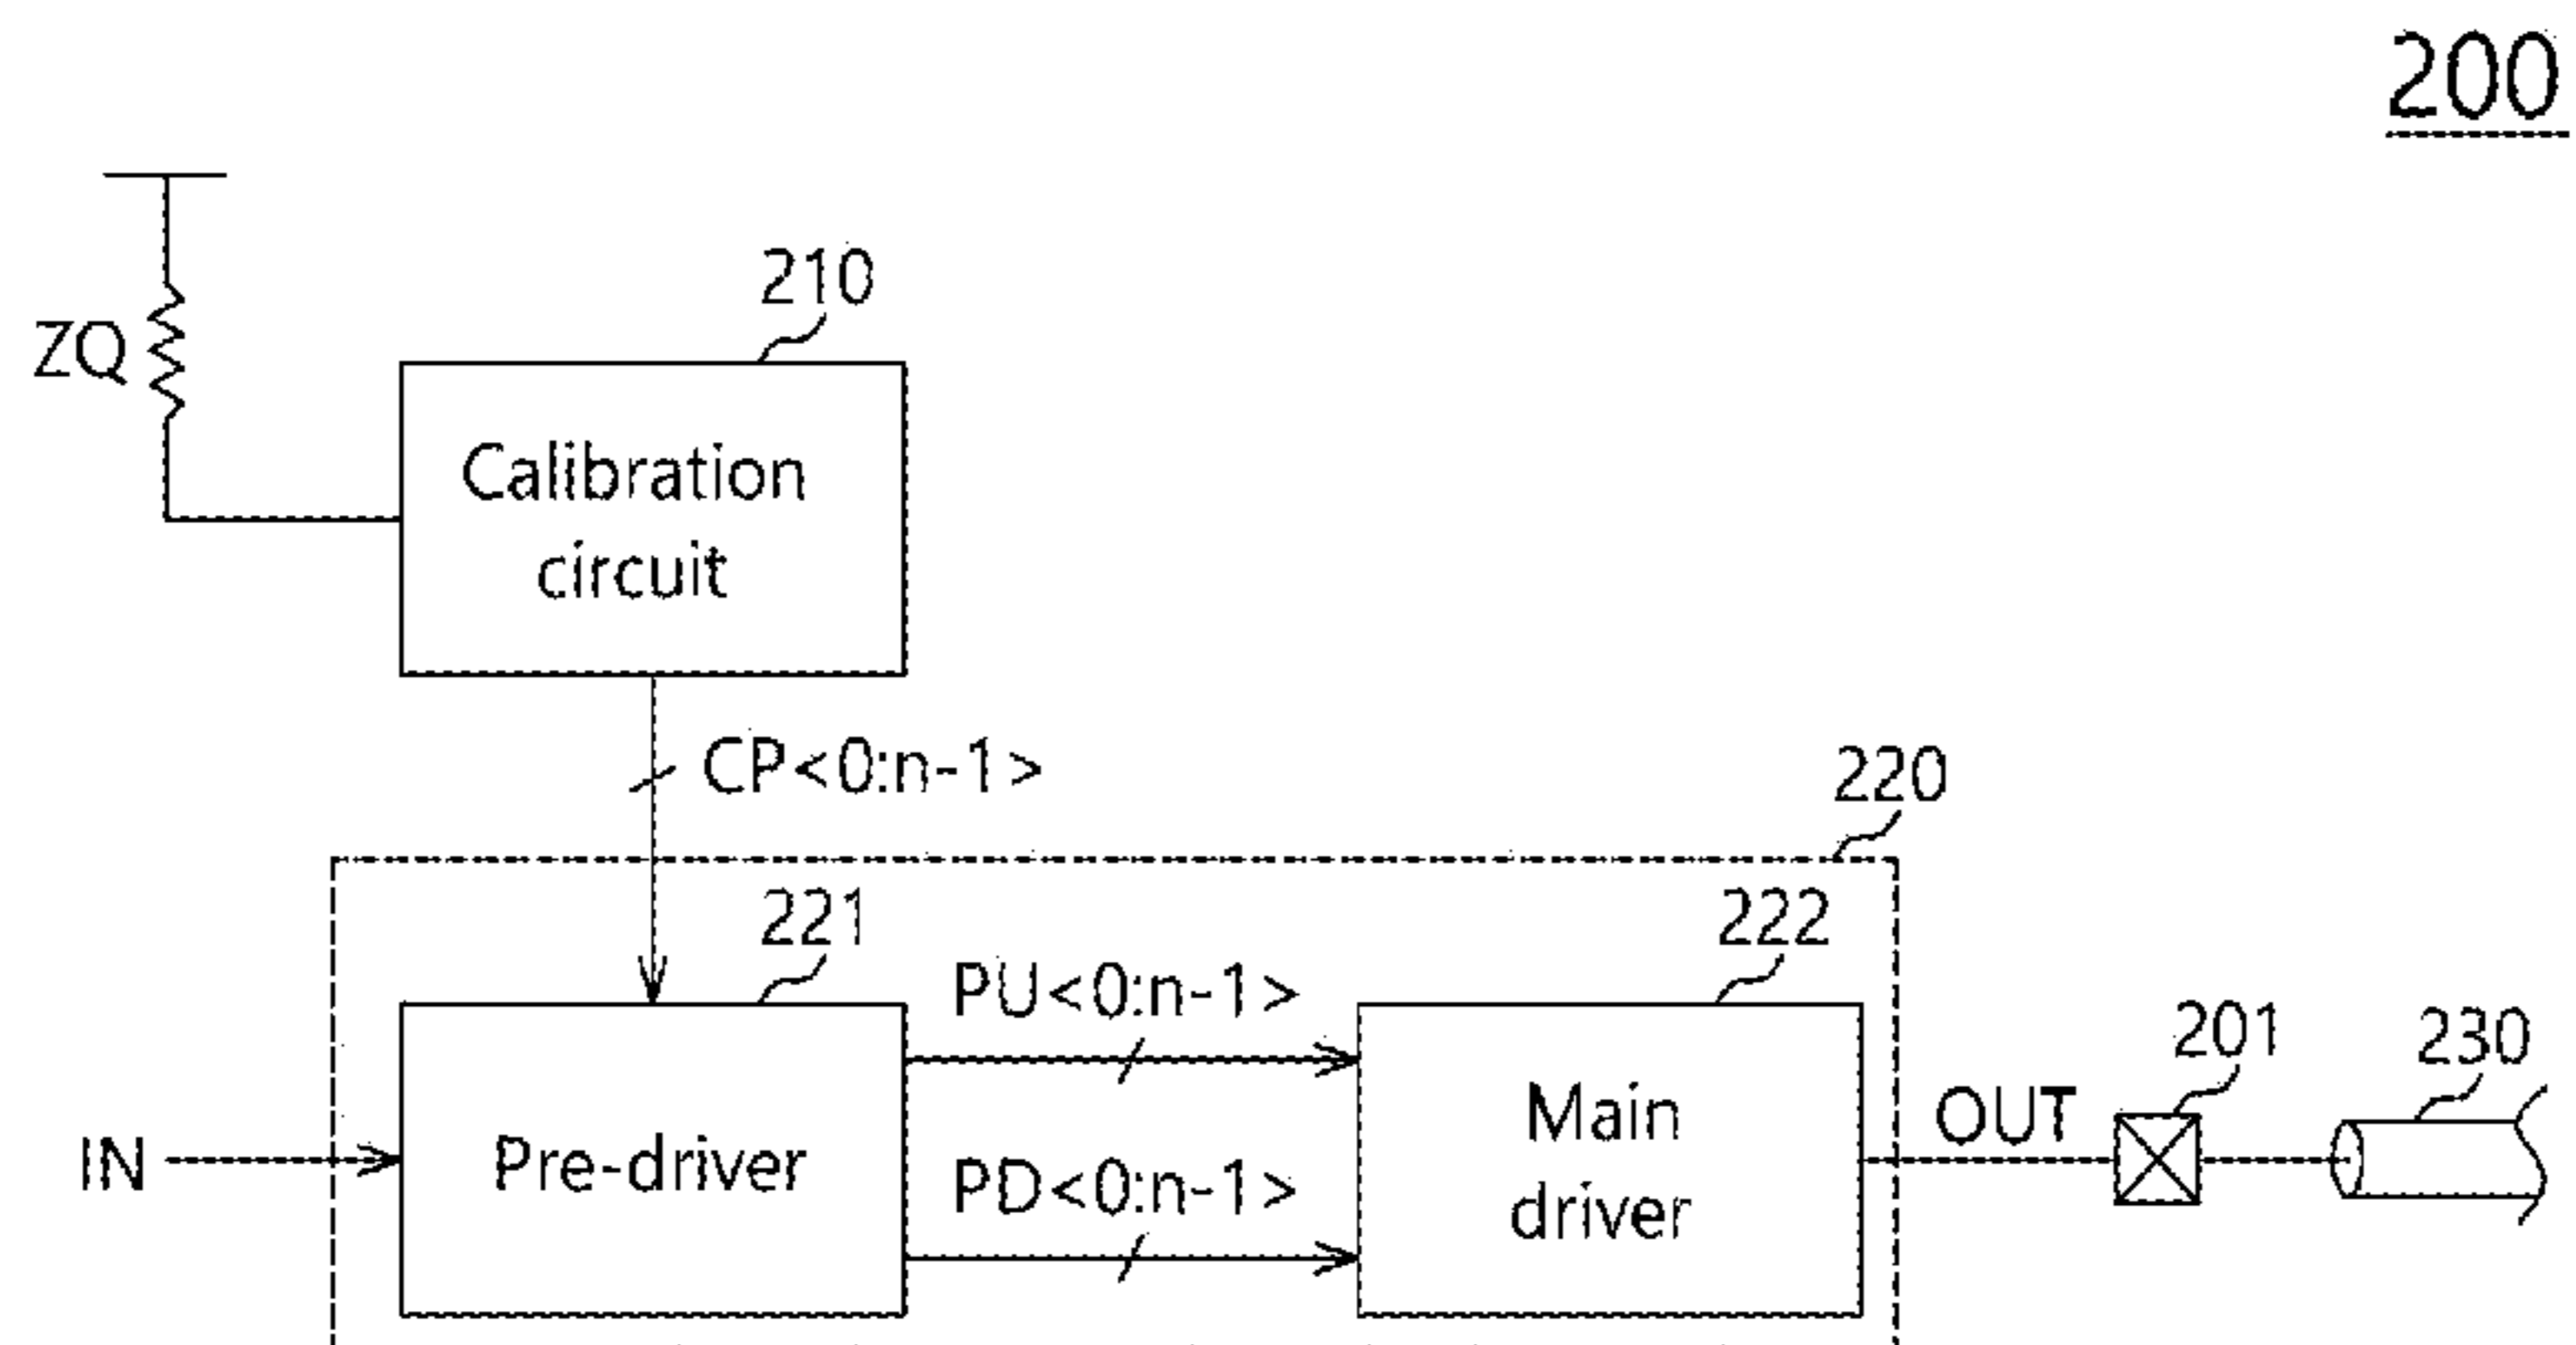 200
210
ZQ
Calibration
circuit
CP<0:n-1>
220
221
222
PU<0:n-1>
201
230
IN
Pre-driver
Main
driver
OUT
PD<0:n-1>